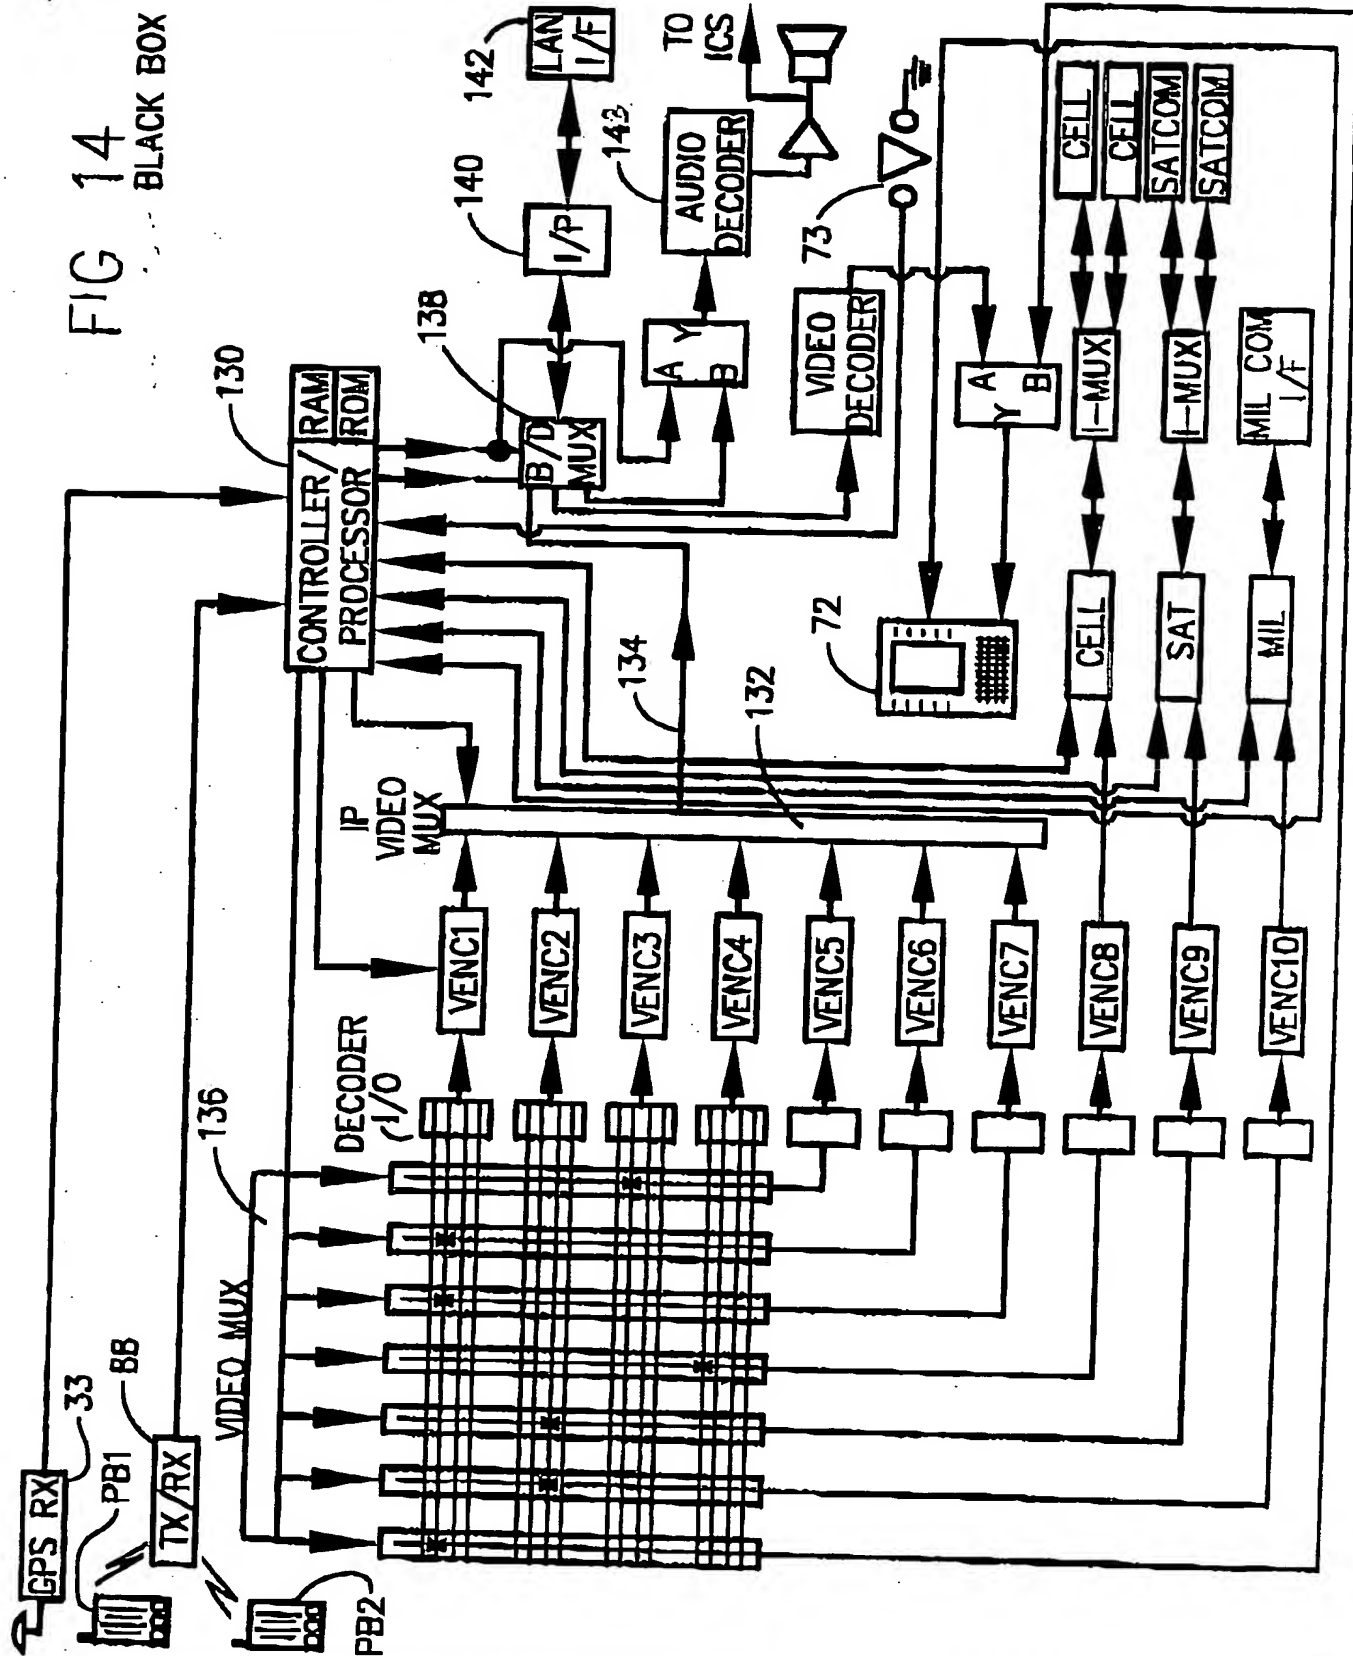 FIG 14
BLACK BOX
GPS RX
33
PB1
TX/RX
88
PB2
VIDEO MUX
136
130
CONTROLLER/
PROCESSOR
RAM
ROM
138
B/D
MUX
140
I/P
142
LAN
I/F
A
B
Y
143
AUDIO
DECODER
TO
ICS
73
VIDEO
DECODER
A
B
Y
134
72
132
IP
VIDEO
MUX
DECODER
I/O
VENC1
VENC2
VENC3
VENC4
VENC5
VENC6
VENC7
VENC8
VENC9
VENC10
CELL
SAT
MIL
I-MUX
I-MUX
MIL COM
I/F
CELL
CELL
SATCOM
SATCOM